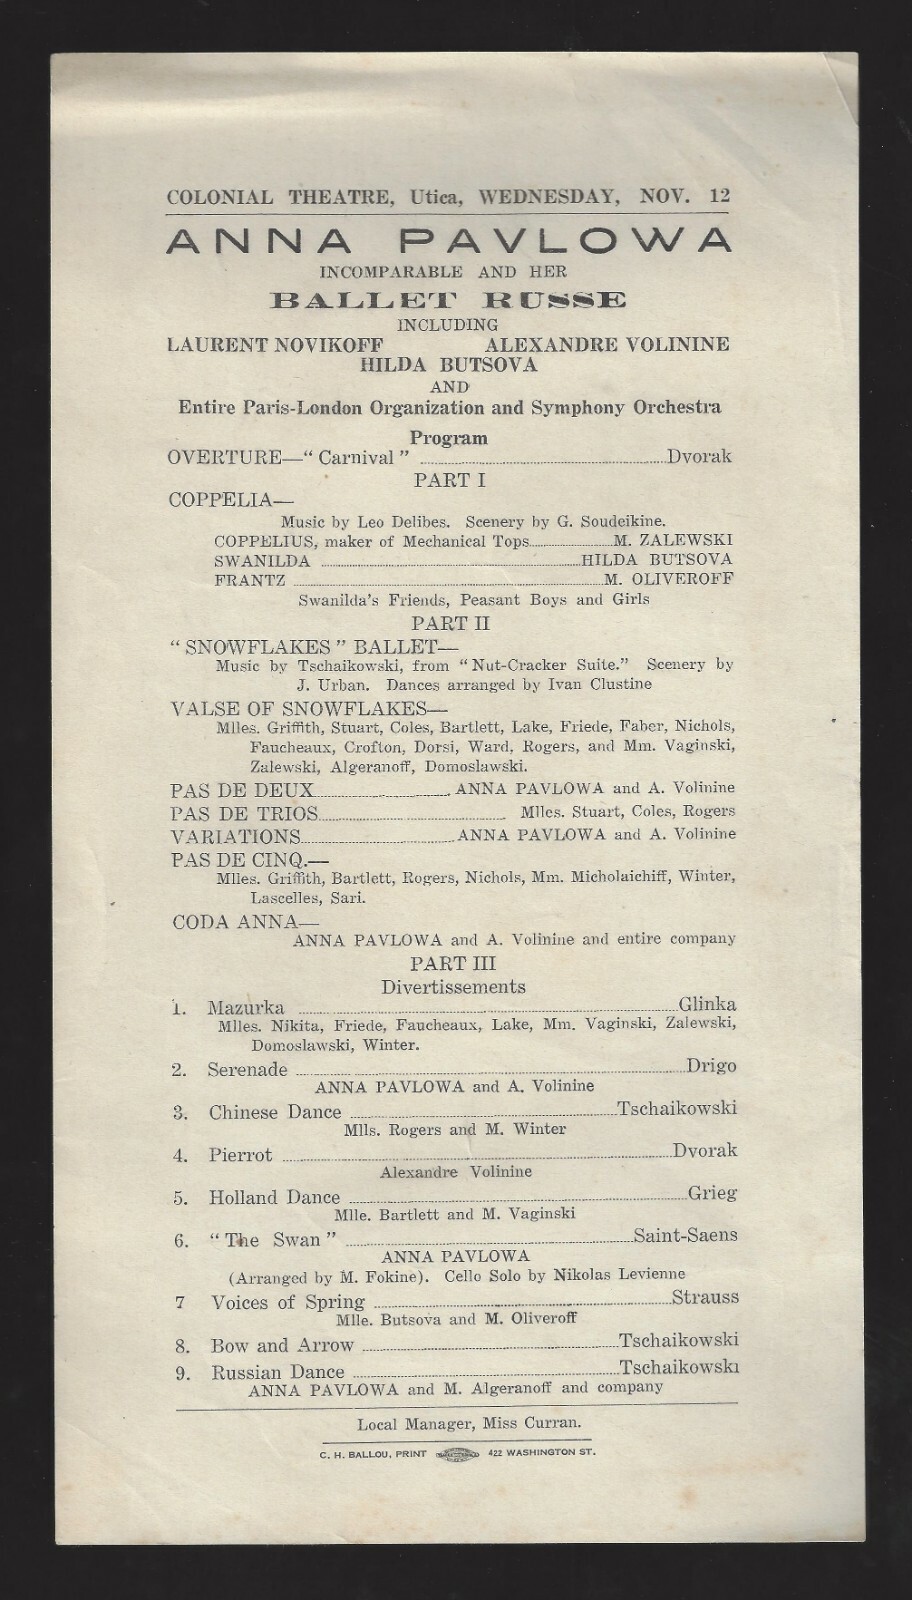 COLONIAL THEATRE, Utica, WEDNESDAY, NOV. 12
ANNA PAVLOWA
INCOMPARABLE AND HER
BALLET RUSSE
INCLUDING
LAURENT NOVIKOFF ALEXANDRE VOLININE
HILDA BUTSOVA
AND
Entire Paris-London Organization and Symphony Orchestra
Program
OVERTURE—" Carnival " Dvorak
PART I
COPPELIA—
Music by Leo Delibes. Scenery by G. Soudeikine.
COPPELIUS, maker of Mechanical Tops M. ZALEWSKI
SWANILDA HILDA BUTSOVA
FRANTZ M. OLIVEROFF
Swanilda's Friends, Peasant Boys and Girls
PART II
" SNOWFLAKES " BALLET—
Music by Tschaikowski, from " Nut-Cracker Suite." Scenery by
J. Urban. Dances arranged by Ivan Clustine
VALSE OF SNOWFLAKES—
Mlles. Griffith, Stuart, Coles, Bartlett, Lake, Friede, Faber, Nichols,
Faucheaux, Crofton, Dorsi, Ward, Rogers, and Mm. Vaginski,
Zalewski, Algeranoff, Domoslawski.
PAS DE DEUX ANNA PAVLOWA and A. Volinine
PAS DE TRIOS Mlles. Stuart, Coles, Rogers
VARIATIONS ANNA PAVLOWA and A. Volinine
PAS DE CINQ.—
Mlles. Griffith, Bartlett, Rogers, Nichols, Mm. Micholaichiff, Winter,
Lascelles, Sari.
CODA ANNA—
ANNA PAVLOWA and A. Volinine and entire company
PART III
Divertissements
1. Mazurka Glinka
Mlles. Nikita, Friede, Faucheaux, Lake, Mm. Vaginski, Zalewski,
Domoslawski, Winter.
2. Serenade Drigo
ANNA PAVLOWA and A. Volinine
3. Chinese Dance Tschaikowski
Mlls. Rogers and M. Winter
4. Pierrot Dvorak
Alexandre Volinine
5. Holland Dance Grieg
Mlle. Bartlett and M. Vaginski
6. " The Swan " Saint-Saens
ANNA PAVLOWA
(Arranged by M. Fokine). Cello Solo by Nikolas Levienne
7 Voices of Spring Strauss
Mlle. Butsova and M. Oliveroff
8. Bow and Arrow Tschaikowski
9. Russian Dance Tschaikowski
ANNA PAVLOWA and M. Algeranoff and company
Local Manager, Miss Curran.
C. H. BALLOU, PRINT 422 WASHINGTON ST.